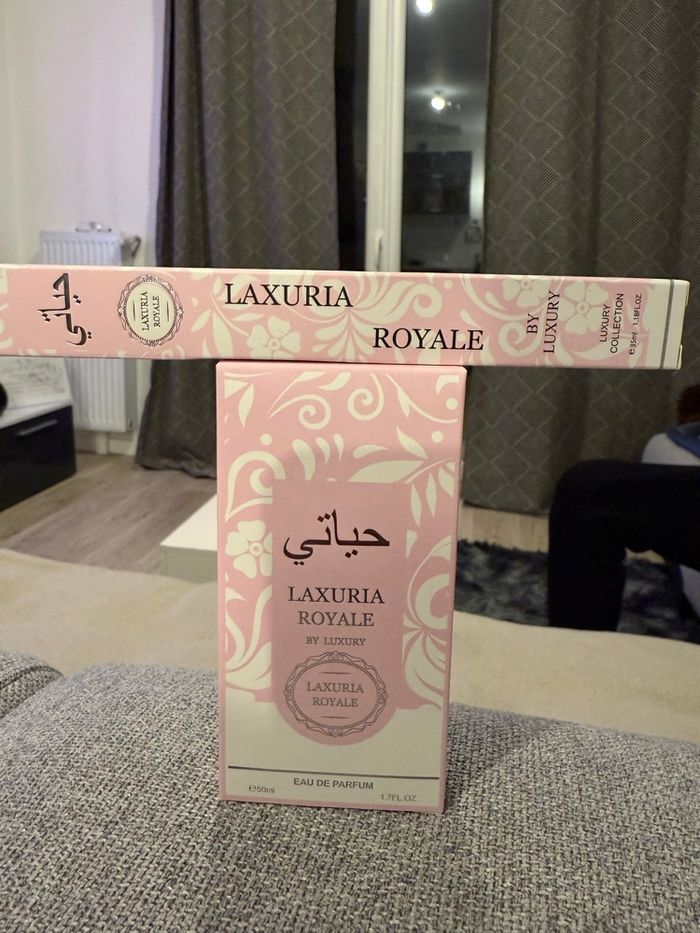 حياتي
LAXURIA
ROYALE
LAXURIA
ROYALE
BY
LUXURY
LUXURY
COLLECTION
e 35ml 1.18FL.OZ.
حياتي
LAXURIA
ROYALE
BY LUXURY
LAXURIA
ROYALE
EAU DE PARFUM
e50ml
1.7FL.OZ.